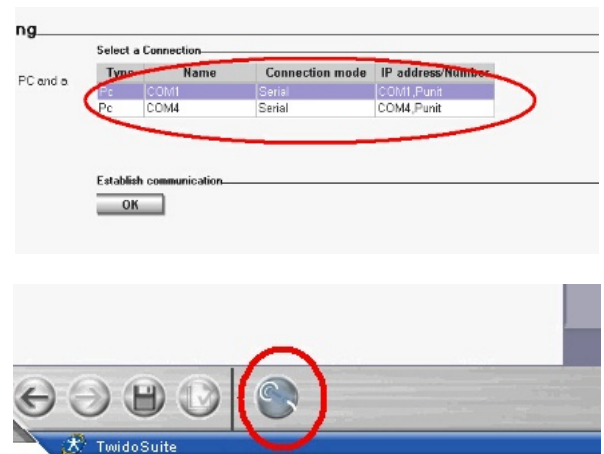 ng
Select a Connection
PC and a
Type Name Connection mode IP address/Number
Pc COM1 Serial COM1,Punit
Pc COM4 Serial COM4,Punit
Establish communication
OK
TwidoSuite